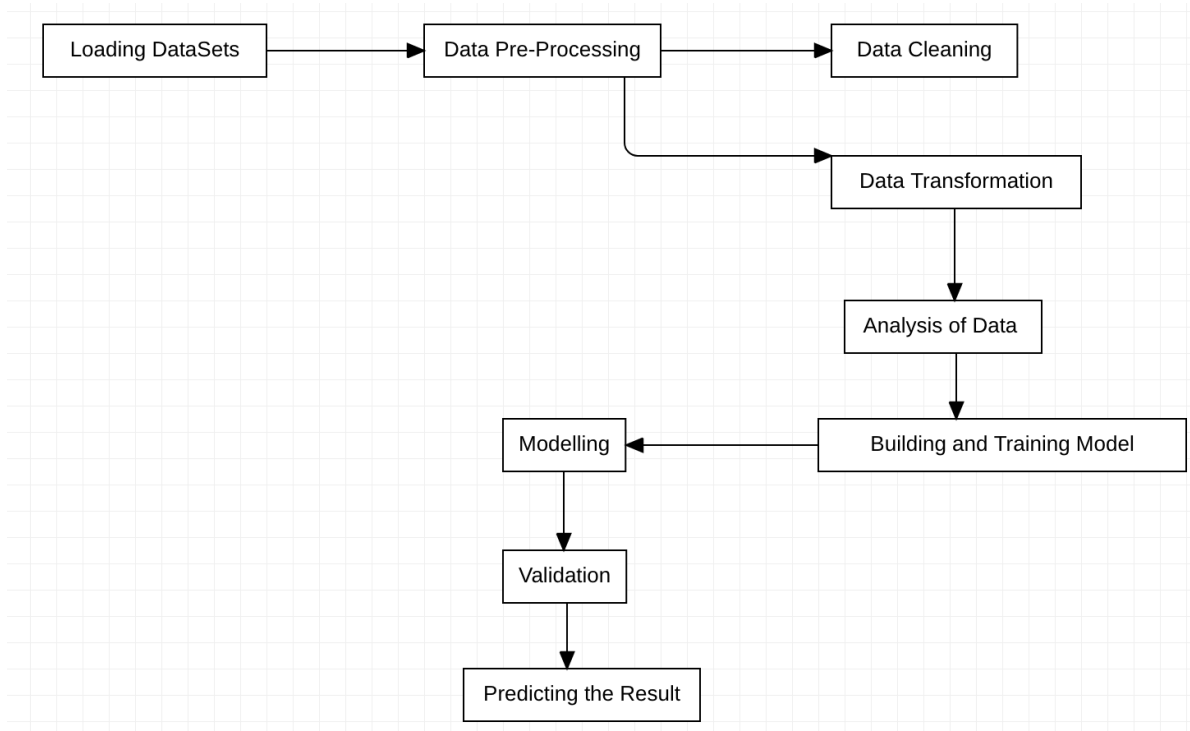 Loading DataSets
Data Pre-Processing
Data Cleaning
Data Transformation
Analysis of Data
Building and Training Model
Modelling
Validation
Predicting the Result